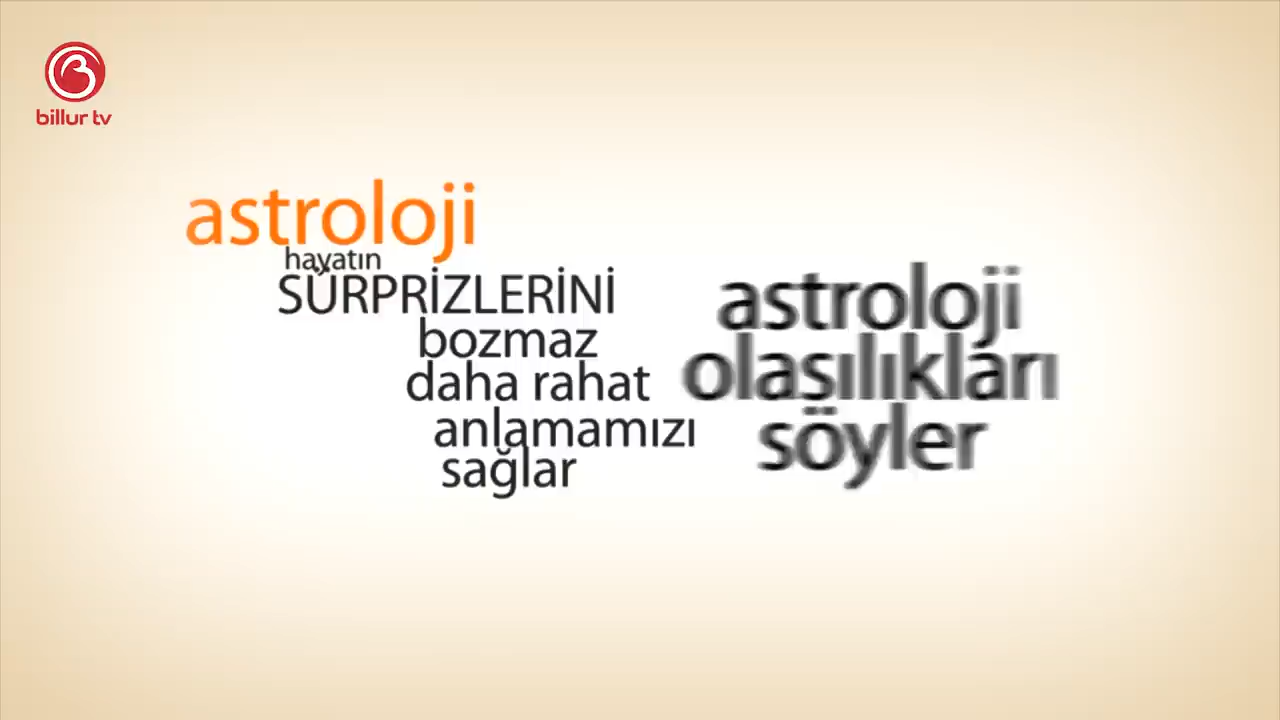 billur tv
astroloji
hayatın
SÜRPRİZLERİNİ
bozmaz
daha rahat
anlamamızı
sağlar
astroloji
olasılıkları
söyler